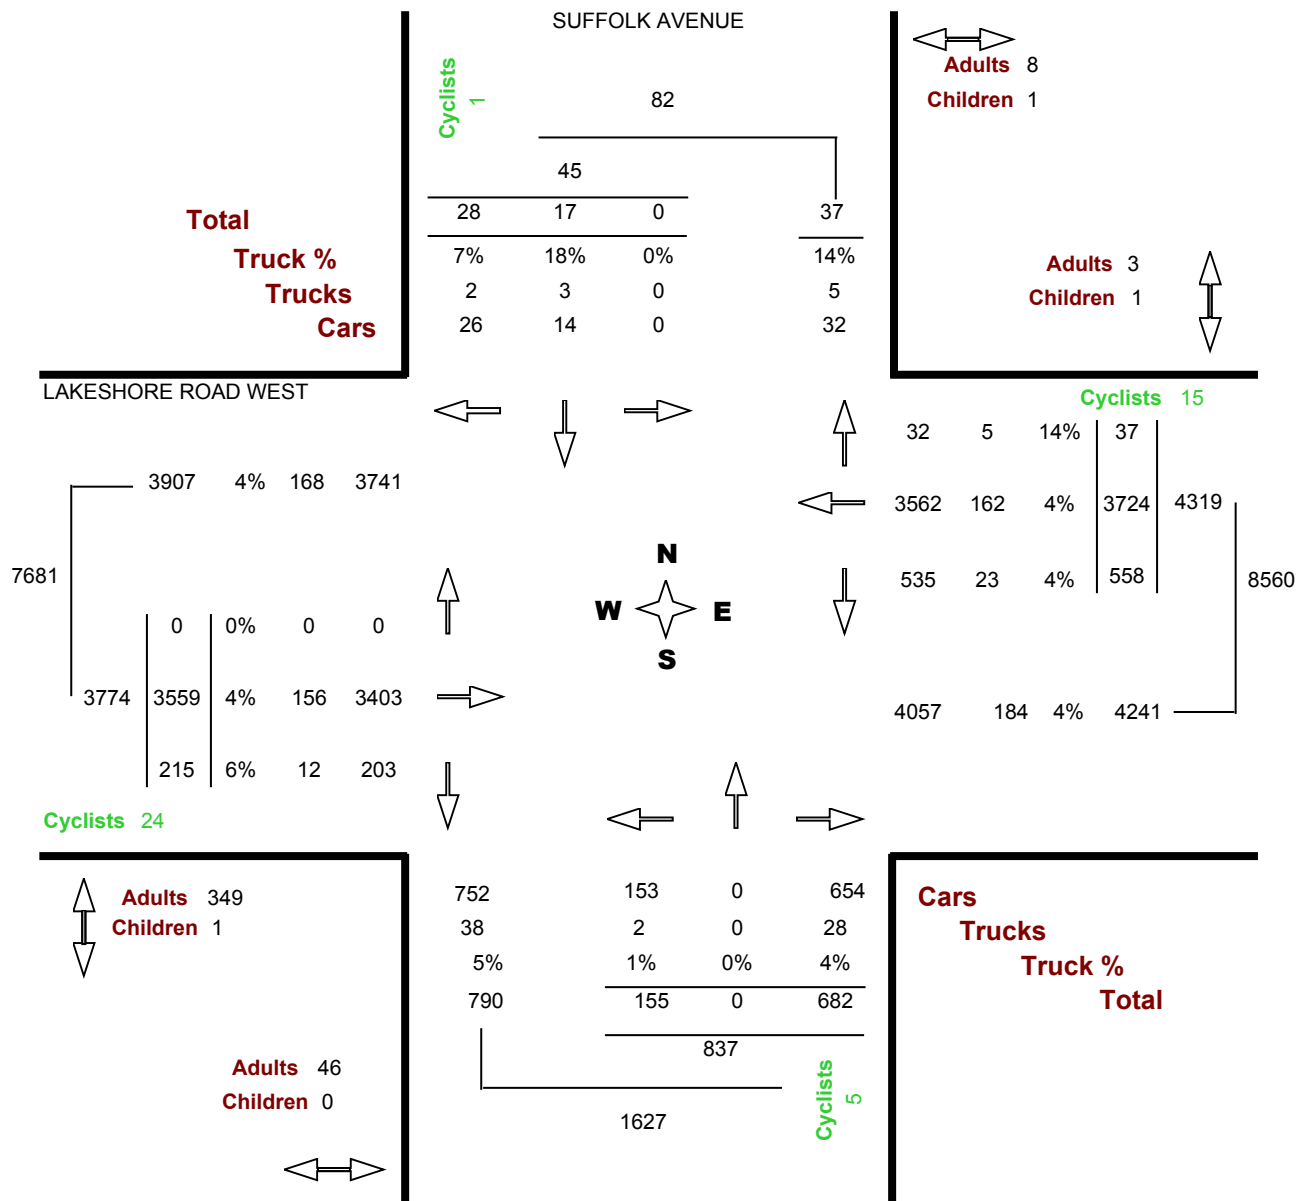 SUFFOLK AVENUE
Adults 8
Children 1
Cyclists 1
82
45
Total 28 17 0 37
Truck % 7% 18% 0% 14%
Trucks 2 3 0 5
Cars 26 14 0 32
Adults 3
Children 1
LAKESHORE ROAD WEST
Cyclists 15
32 5 14% 37
3907 4% 168 3741
3562 162 4% 3724 4319
N
7681
535 23 4% 558 8560
W E
0 0% 0 0
S
3774 3559 4% 156 3403
4057 184 4% 4241
215 6% 12 203
Cyclists 24
Adults 349
Children 1
752 153 0 654 Cars
38 2 0 28 Trucks
5% 1% 0% 4% Truck %
790 155 0 682 Total
837
Adults 46
Children 0
Cyclists 5
1627